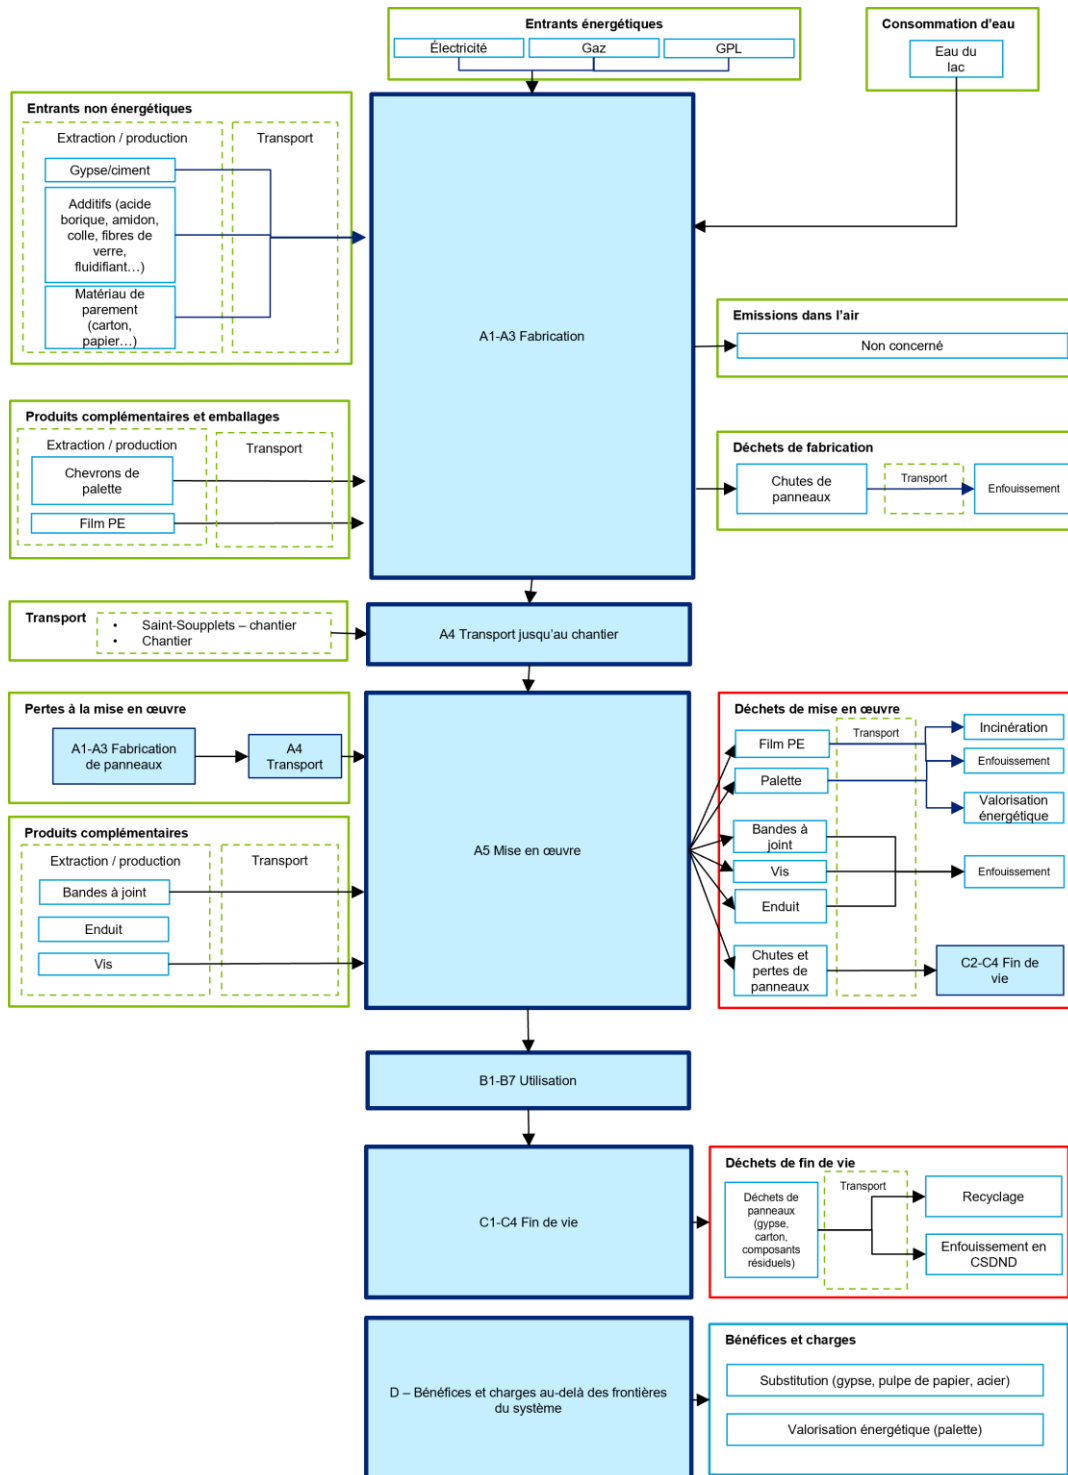 Entrants énergétiques
Électricité
Gaz
GPL
Consommation d'eau
Eau du
lac
Entrants non énergétiques
Extraction / production
Transport
Gypse/ciment
Additifs (acide
borique, amidon,
colle, fibres de
verre,
fluidifiant…)
Matériau de
parement
(carton,
papier…)
A1-A3 Fabrication
Emissions dans l'air
Non concerné
Produits complémentaires et emballages
Extraction / production
Transport
Chevrons de
palette
Film PE
Déchets de fabrication
Chutes de
panneaux
Transport
Enfouissement
Transport
• Saint-Soupplets – chantier
• Chantier
A4 Transport jusqu'au chantier
Pertes à la mise en œuvre
A1-A3 Fabrication
de panneaux
A4
Transport
Produits complémentaires
Extraction / production
Transport
Bandes à joint
Enduit
Vis
A5 Mise en œuvre
Déchets de mise en œuvre
Transport
Film PE
Palette
Bandes à
joint
Vis
Enduit
Chutes et
pertes de
panneaux
Incinération
Enfouissement
Valorisation
énergétique
Enfouissement
C2-C4 Fin de
vie
B1-B7 Utilisation
C1-C4 Fin de vie
Déchets de fin de vie
Déchets de
panneaux
(gypse,
carton,
composants
résiduels)
Transport
Recyclage
Enfouissement en
CSDND
D – Bénéfices et charges au-delà des frontières
du système
Bénéfices et charges
Substitution (gypse, pulpe de papier, acier)
Valorisation énergétique (palette)